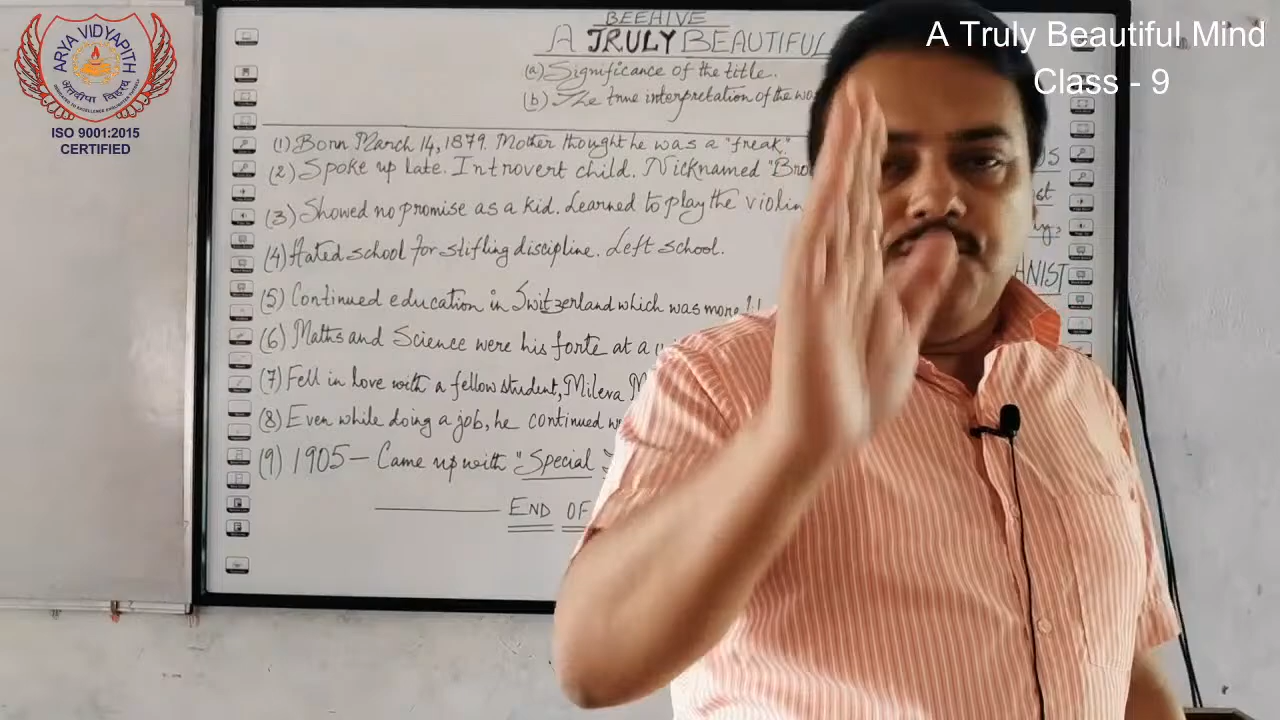 A Truly Beautiful Mind
Class - 9
ARYA VIDYAPITH
ISO 9001:2015
CERTIFIED
BEEHIVE
A TRULY BEAUTIFUL
(a) Significance of the title.
(b) The true interpretation of the
(1) Born March 14, 1879. Mother thought he was a "freak."
(2) Spoke up late. Introvert child. Nicknamed "Bro
(3) Showed no promise as a kid. Learned to play the violin
(4) Hated school for stifling discipline. Left school.
(5) Continued education in Switzerland which was more
(6) Maths and Science were his forte at a
(7) Fell in love with a fellow student, Mileva M
(8) Even while doing a job, he continued
(9) 1905 — Came up with "Special
END OF